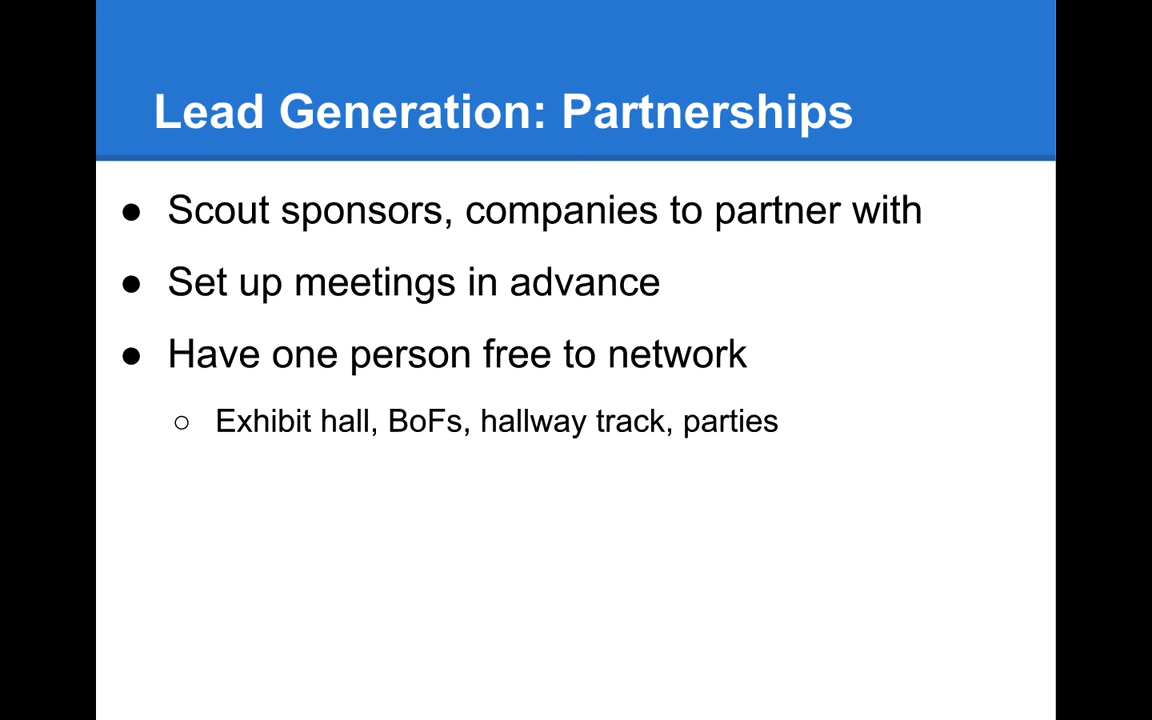 Lead Generation: Partnerships
● Scout sponsors, companies to partner with
● Set up meetings in advance
● Have one person free to network
○ Exhibit hall, BoFs, hallway track, parties